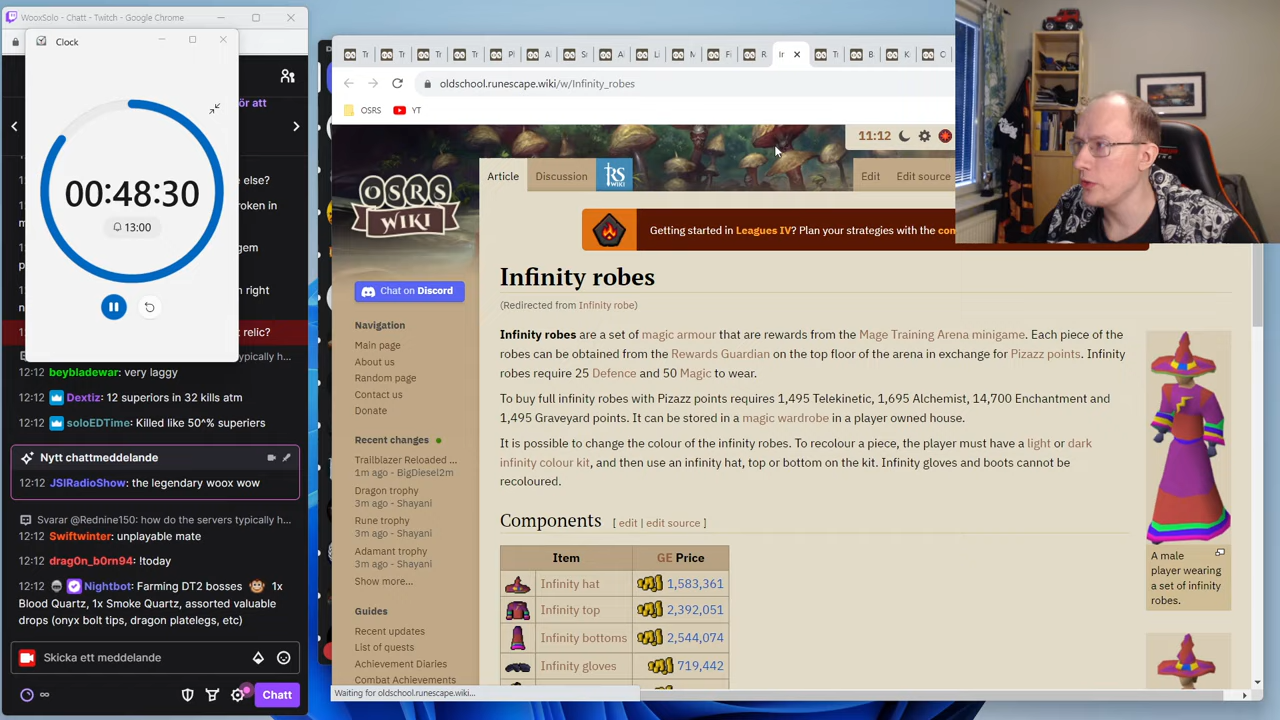 WooxSolo - Chatt - Twitch - Google Chrome
Clock
ör att
else?
oken in
gem
n right
relic?
00:48:30
13:00
typically h...
12:12 beybladewar: very laggy
12:12 Dextiz: 12 superiors in 32 kills atm
12:12 soloEDTime: Killed like 50^% superiers
Nytt chattmeddelande
12:12 JSIRadioShow: the legendary woox wow
Svarar @Rednine150: how do the servers typically h...
12:12 Swiftwinter: unplayable mate
12:12 drag0n_b0rn94: !today
12:12 Nightbot: Farming DT2 bosses 1x
Blood Quartz, 1x Smoke Quartz, assorted valuable
drops (onyx bolt tips, dragon platelegs, etc)
Skicka ett meddelande
Chatt
oldschool.runescape.wiki/w/Infinity_robes
OSRS YT
11:12
OSRS
WIKI
Article Discussion RS WIKI Edit Edit source
Getting started in Leagues IV? Plan your strategies with the
Infinity robes
(Redirected from Infinity robe)
Infinity robes are a set of magic armour that are rewards from the Mage Training Arena minigame. Each piece of the
robes can be obtained from the Rewards Guardian on the top floor of the arena in exchange for Pizazz points. Infinity
robes require 25 Defence and 50 Magic to wear.
To buy full infinity robes with Pizazz points requires 1,495 Telekinetic, 1,695 Alchemist, 14,700 Enchantment and
1,495 Graveyard points. It can be stored in a magic wardrobe in a player owned house.
It is possible to change the colour of the infinity robes. To recolour a piece, the player must have a light or dark
infinity colour kit, and then use an infinity hat, top or bottom on the kit. Infinity gloves and boots cannot be
recoloured.
Components [ edit | edit source ]
Item GE Price
Infinity hat 1,583,361
Infinity top 2,392,051
Infinity bottoms 2,544,074
Infinity gloves 719,442
A male
player wearing
a set of infinity
robes.
Chat on Discord
Navigation
Main page
About us
Random page
Contact us
Donate
Recent changes
Trailblazer Reloaded ...
1m ago - BigDiesel2m
Dragon trophy
3m ago - Shayani
Rune trophy
3m ago - Shayani
Adamant trophy
3m ago - Shayani
Show more...
Guides
Recent updates
List of quests
Achievement Diaries
Combat Achievements
Waiting for oldschool.runescape.wiki...